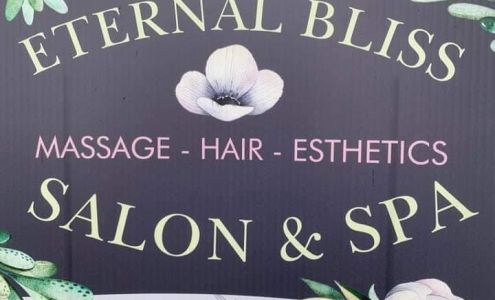 ETERNAL BLISS
MASSAGE - HAIR - ESTHETICS
SALON & SPA